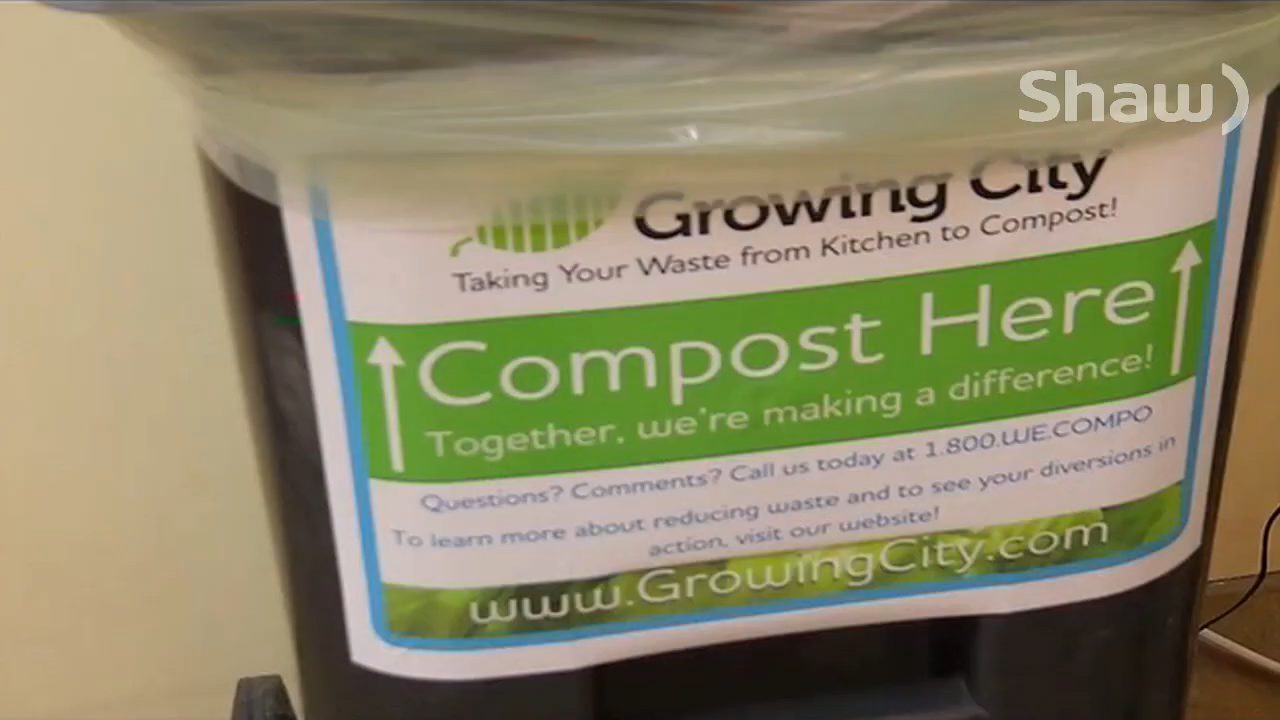 Shaw)
Growing City
Taking Your Waste from Kitchen to Compost!
Compost Here
Together, we're making a difference!
Questions? Comments? Call us today at 1.800.WE.COMPO
To learn more about reducing waste and to see your diversions in
action, visit our website!
www.GrowingCity.com